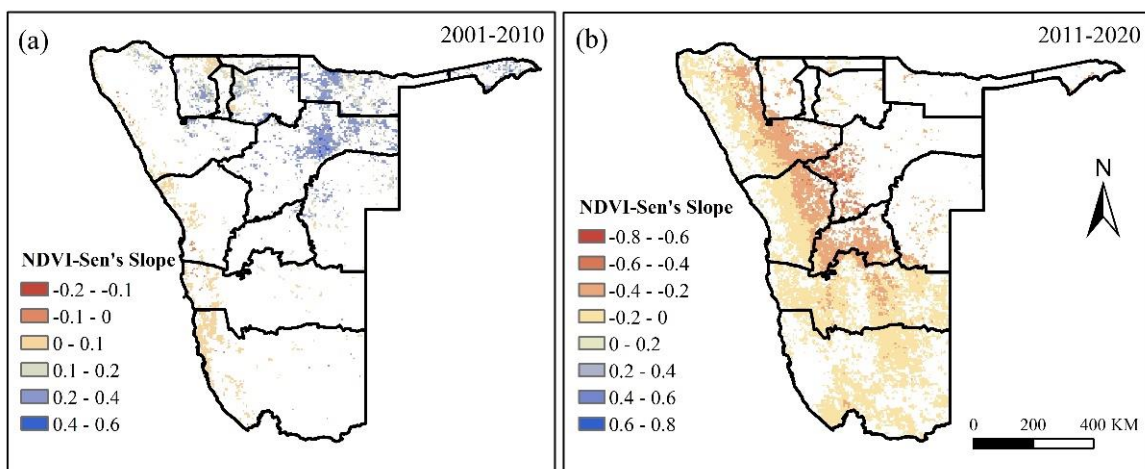 (a)
2001-2010
NDVI-Sen's Slope
-0.2 - -0.1
-0.1 - 0
0 - 0.1
0.1 - 0.2
0.2 - 0.4
0.4 - 0.6
(b)
2011-2020
N
NDVI-Sen's Slope
-0.8 - -0.6
-0.6 - -0.4
-0.4 - -0.2
-0.2 - 0
0 - 0.2
0.2 - 0.4
0.4 - 0.6
0.6 - 0.8
0 200 400 KM